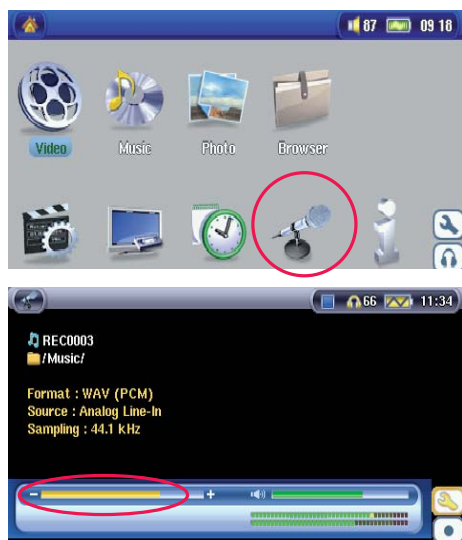 87 09 18
Video Music Photo Browser
66 11:34
REC0003
/Music/
Format : WAV (PCM)
Source : Analog Line-In
Sampling : 44.1 kHz
- +